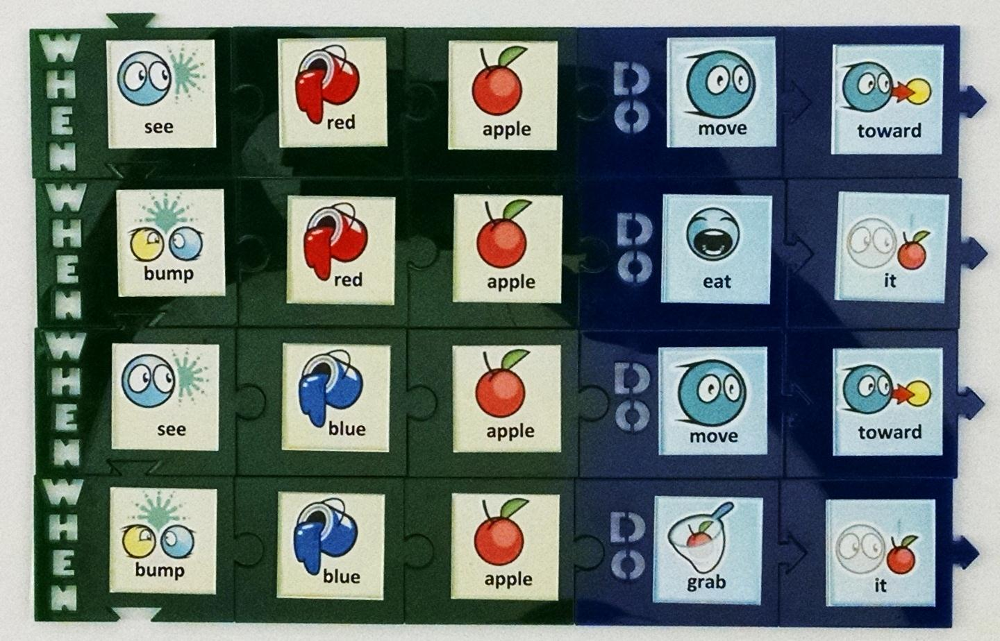 WHEN see red apple DO move toward
WHEN bump red apple DO eat it
WHEN see blue apple DO move toward
WHEN bump blue apple DO grab it